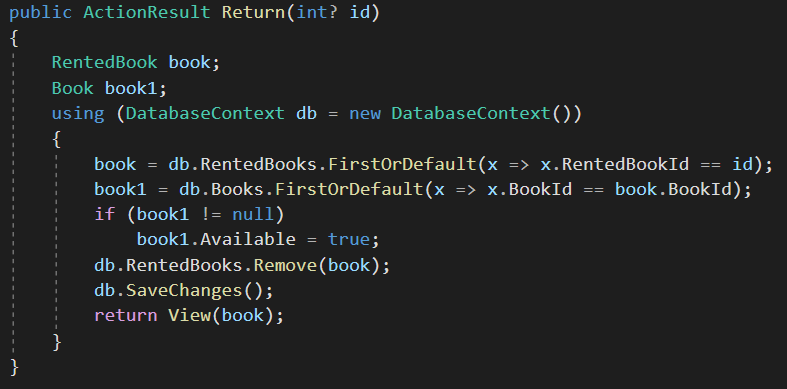 public ActionResult Return(int? id)
{
    RentedBook book;
    Book book1;
    using (DatabaseContext db = new DatabaseContext())
    {
        book = db.RentedBooks.FirstOrDefault(x => x.RentedBookId == id);
        book1 = db.Books.FirstOrDefault(x => x.BookId == book.BookId);
        if (book1 != null)
            book1.Available = true;
        db.RentedBooks.Remove(book);
        db.SaveChanges();
        return View(book);
    }
}